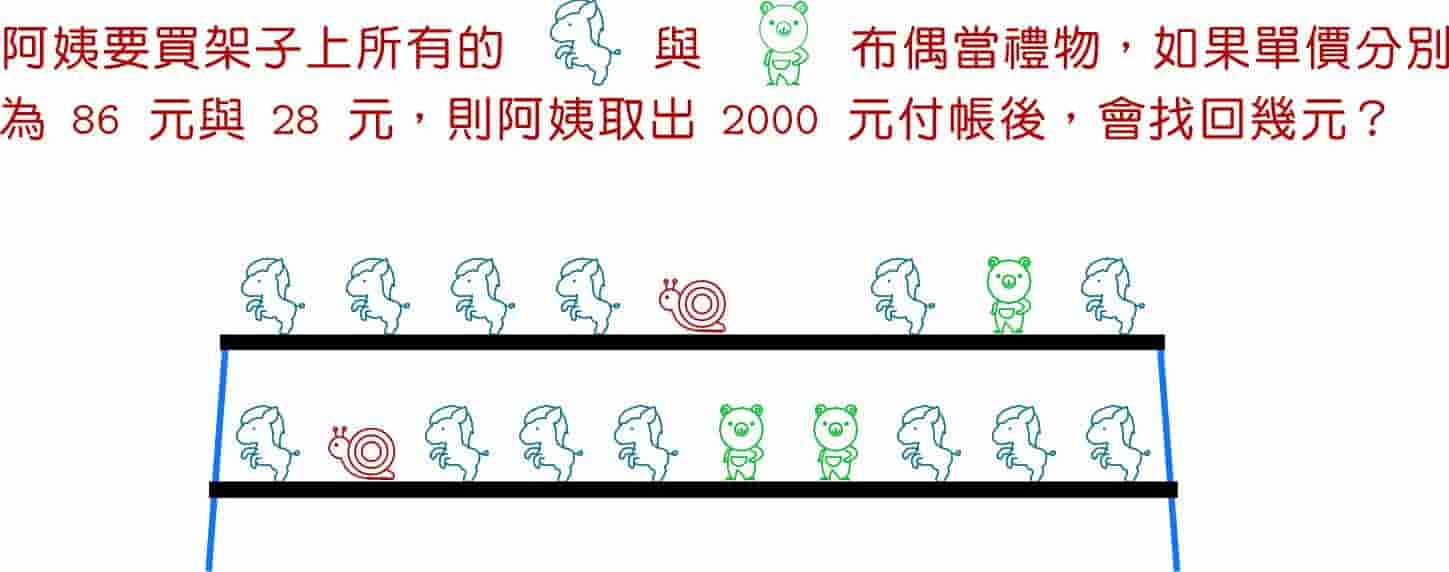 阿姨要買架子上所有的 與 布偶當禮物，如果單價分別
為 86 元與 28 元，則阿姨取出 2000 元付帳後，會找回幾元？